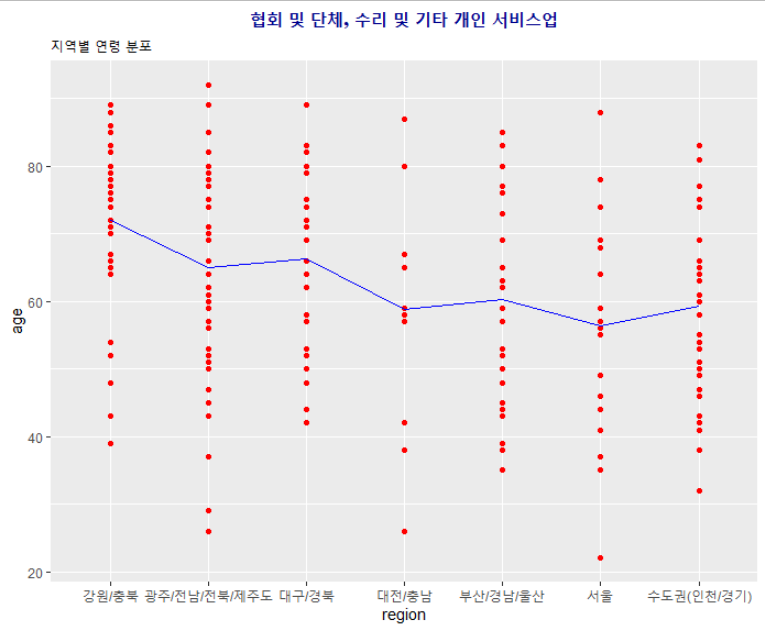 협회 및 단체, 수리 및 기타 개인 서비스업
지역별 연령 분포
80
60
40
20
age
강원/충북 광주/전남/전북/제주도 대구/경북 대전/충남 부산/경남/울산 서울 수도권(인천/경기)
region